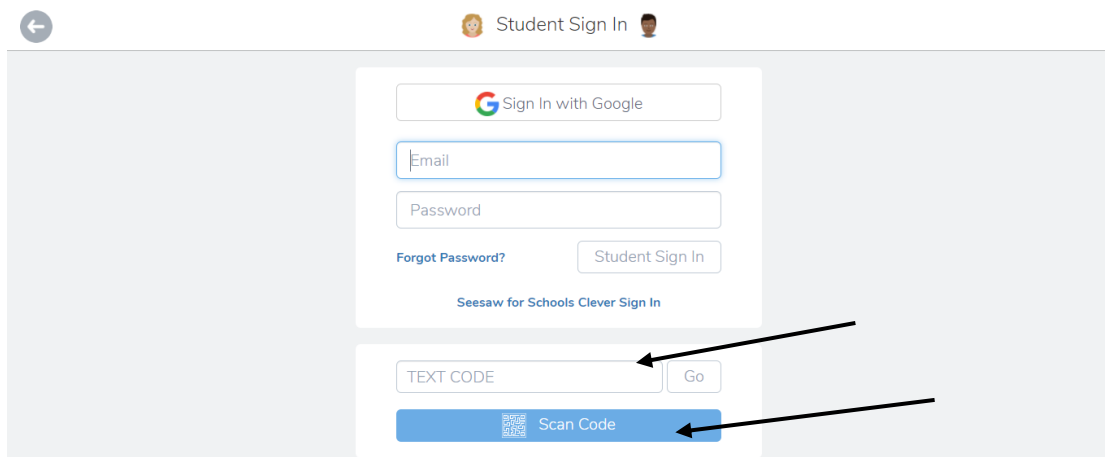 Student Sign In
Sign In with Google
Email
Password
Forgot Password?
Student Sign In
Seesaw for Schools Clever Sign In
TEXT CODE
Go
Scan Code